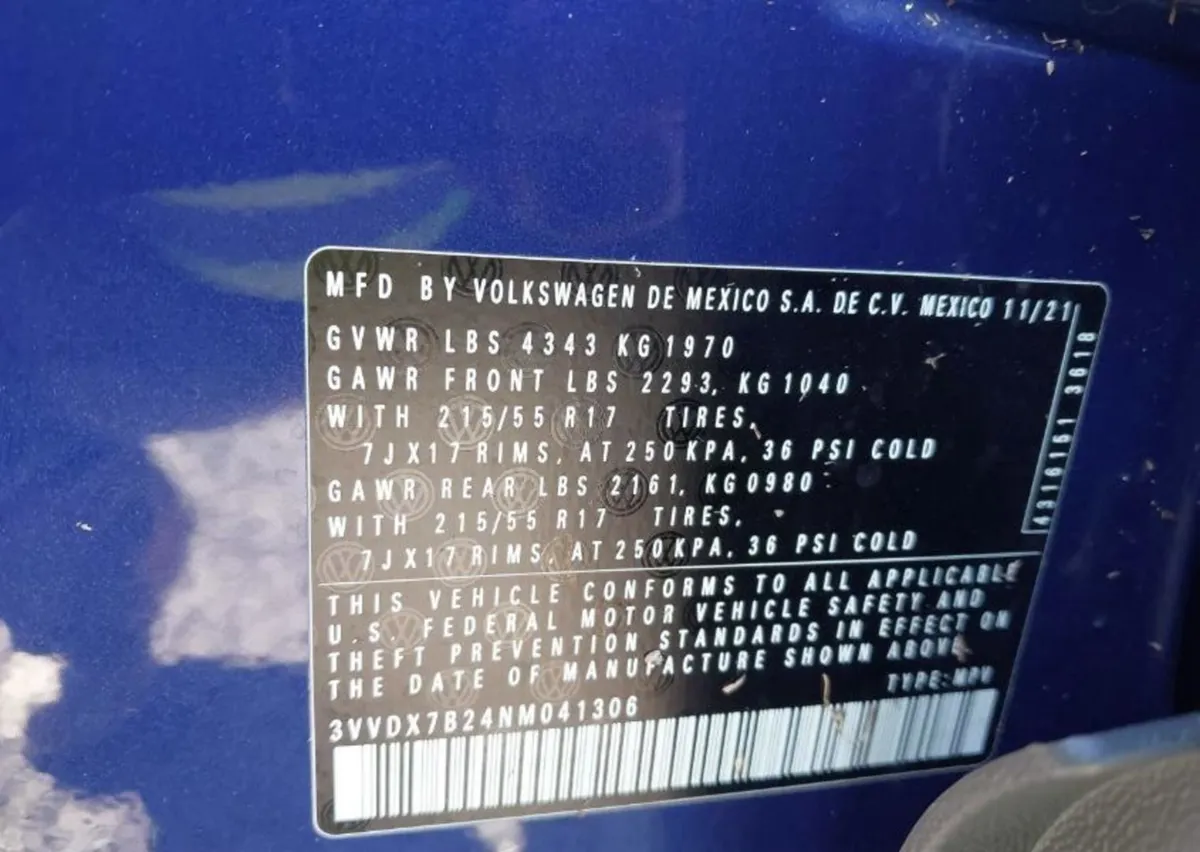 MFD BY VOLKSWAGEN DE MEXICO S.A. DE C.V. MEXICO 11/21
GVWR LBS 4343 KG 1970
GAWR FRONT LBS 2293, KG 1040
WITH 215/55 R17 TIRES,
7JX17 RIMS, AT 250 KPA, 36 PSI COLD
GAWR REAR LBS 2161, KG 0980
WITH 215/55 R17 TIRES,
7JX17 RIMS, AT 250 KPA, 36 PSI COLD
4316161 3618
THIS VEHICLE CONFORMS TO ALL APPLICABLE
U.S. FEDERAL MOTOR VEHICLE SAFETY AND
THEFT PREVENTION STANDARDS IN EFFECT ON
THE DATE OF MANUFACTURE SHOWN ABOVE
TYPE:MPV
3VVDX7B24NM041306